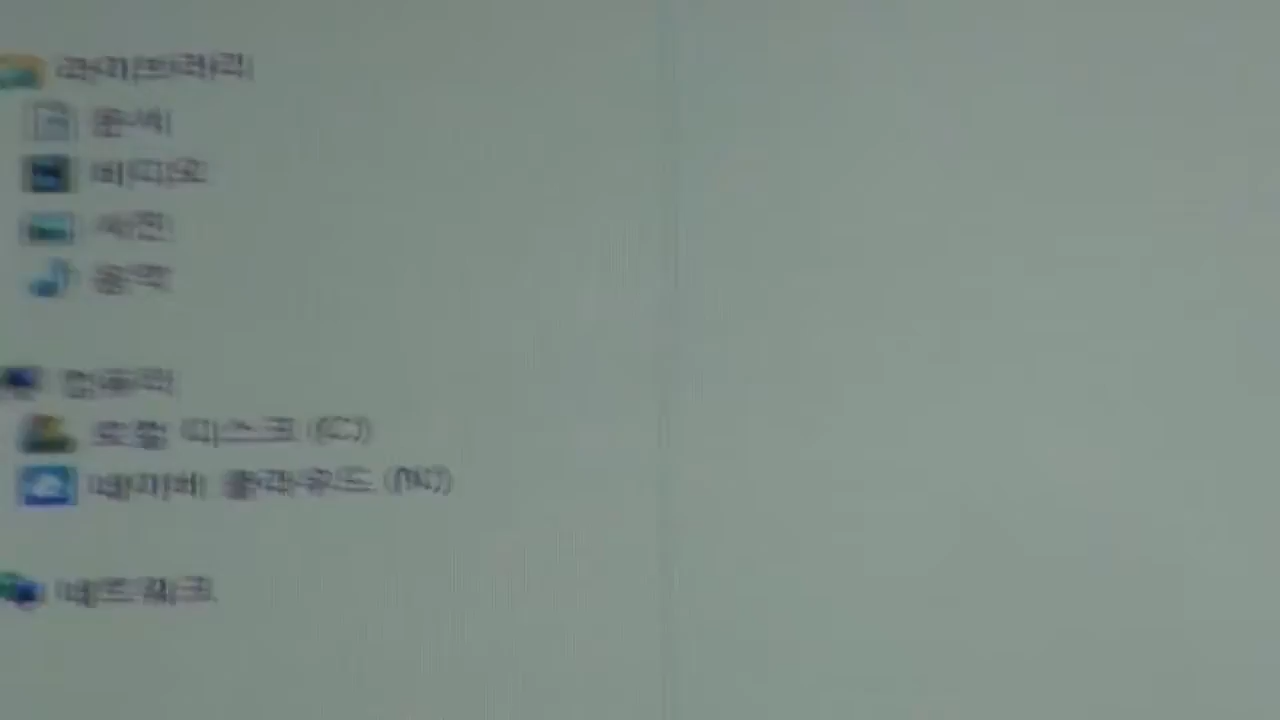 라이브러리
문서
비디오
사진
음악
컴퓨터
로컬 디스크 (C:)
네이버 클라우드 (N:)
네트워크